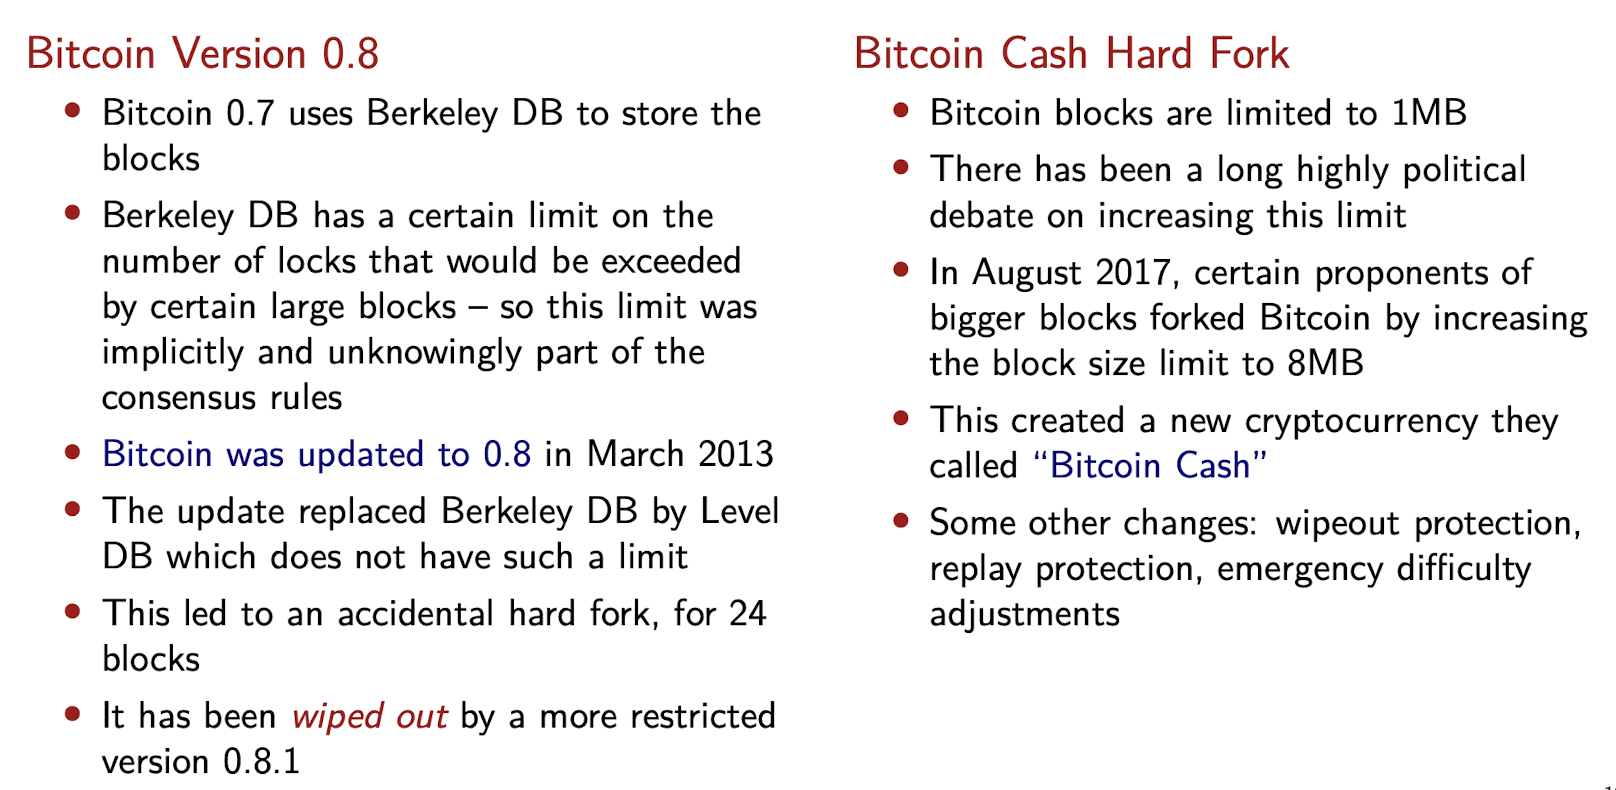 Bitcoin Version 0.8
• Bitcoin 0.7 uses Berkeley DB to store the
blocks
• Berkeley DB has a certain limit on the
number of locks that would be exceeded
by certain large blocks – so this limit was
implicitly and unknowingly part of the
consensus rules
• Bitcoin was updated to 0.8 in March 2013
• The update replaced Berkeley DB by Level
DB which does not have such a limit
• This led to an accidental hard fork, for 24
blocks
• It has been wiped out by a more restricted
version 0.8.1
Bitcoin Cash Hard Fork
• Bitcoin blocks are limited to 1MB
• There has been a long highly political
debate on increasing this limit
• In August 2017, certain proponents of
bigger blocks forked Bitcoin by increasing
the block size limit to 8MB
• This created a new cryptocurrency they
called “Bitcoin Cash”
• Some other changes: wipeout protection,
replay protection, emergency difficulty
adjustments